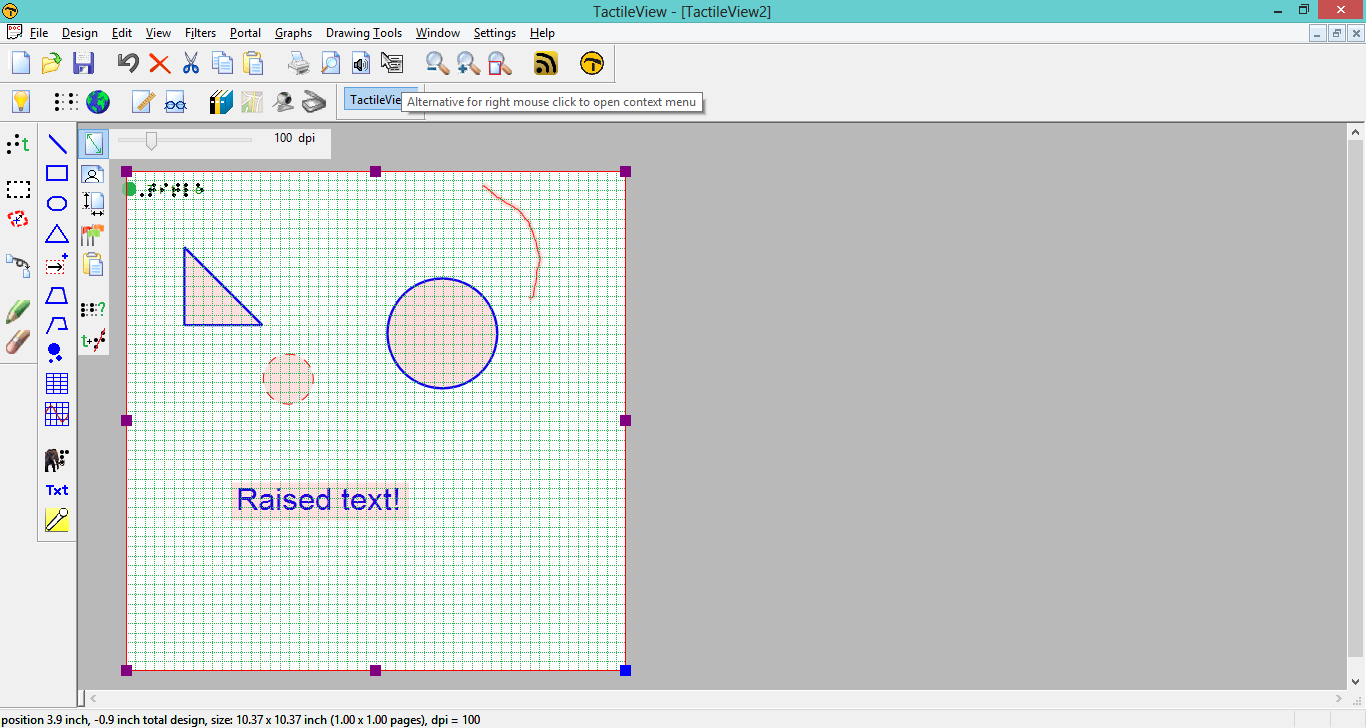 TactileView - [TactileView2]
File Design Edit View Filters Portal Graphs Drawing Tools Window Settings Help
TactileVie
Alternative for right mouse click to open context menu
100 dpi
Txt
Raised text!
position 3.9 inch, -0.9 inch total design, size: 10.37 x 10.37 inch (1.00 x 1.00 pages), dpi = 100